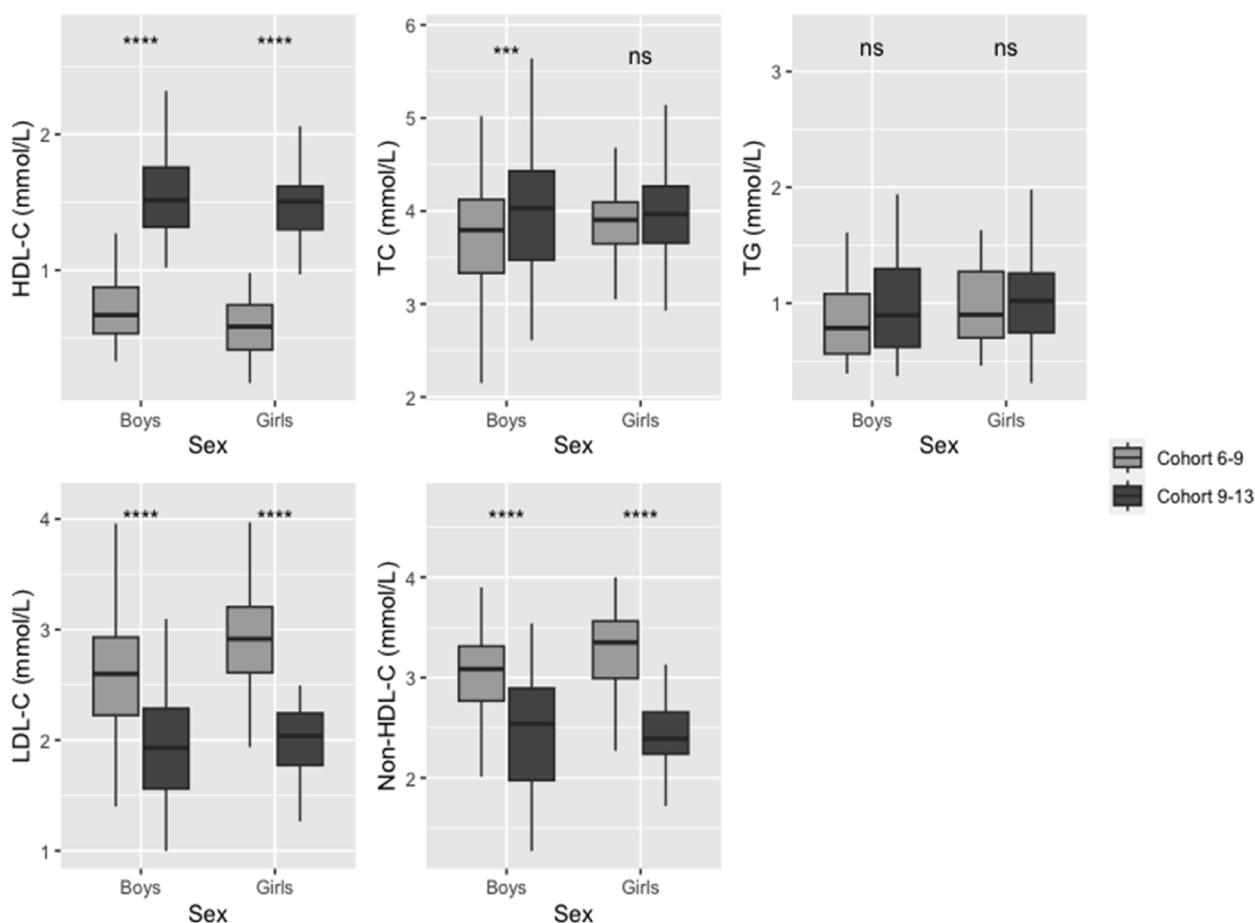 HDL-C (mmol/L)
2
1
****
****
Boys
Girls
Sex
TC (mmol/L)
6
5
4
3
2
***
ns
Boys
Girls
Sex
TG (mmol/L)
3
2
1
ns
ns
Boys
Girls
Sex
Cohort 6-9
Cohort 9-13
LDL-C (mmol/L)
4
3
2
1
****
****
Boys
Girls
Sex
Non-HDL-C (mmol/L)
4
3
2
****
****
Boys
Girls
Sex